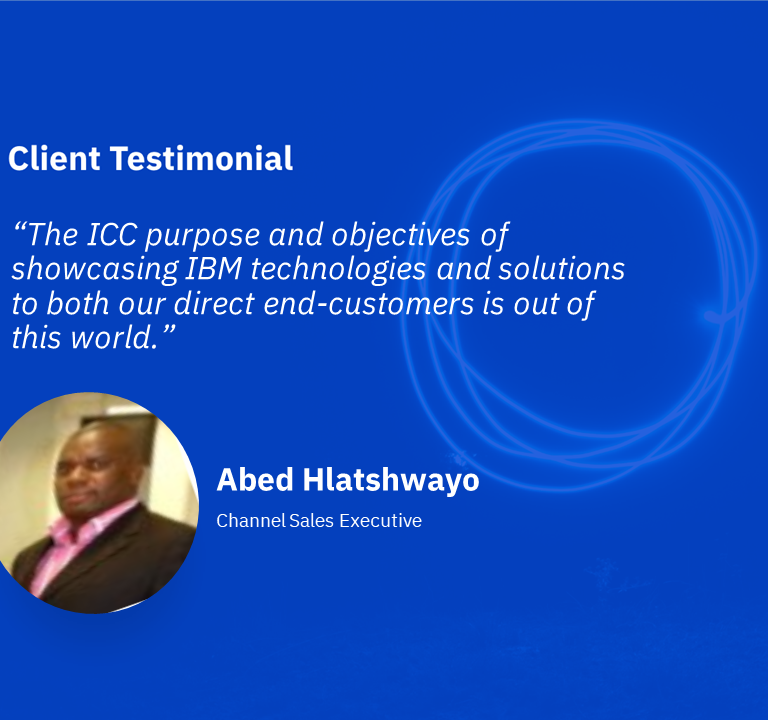 Client Testimonial
“The ICC purpose and objectives of
showcasing IBM technologies and solutions
to both our direct end-customers is out of
this world.”
Abed Hlatshwayo
Channel Sales Executive